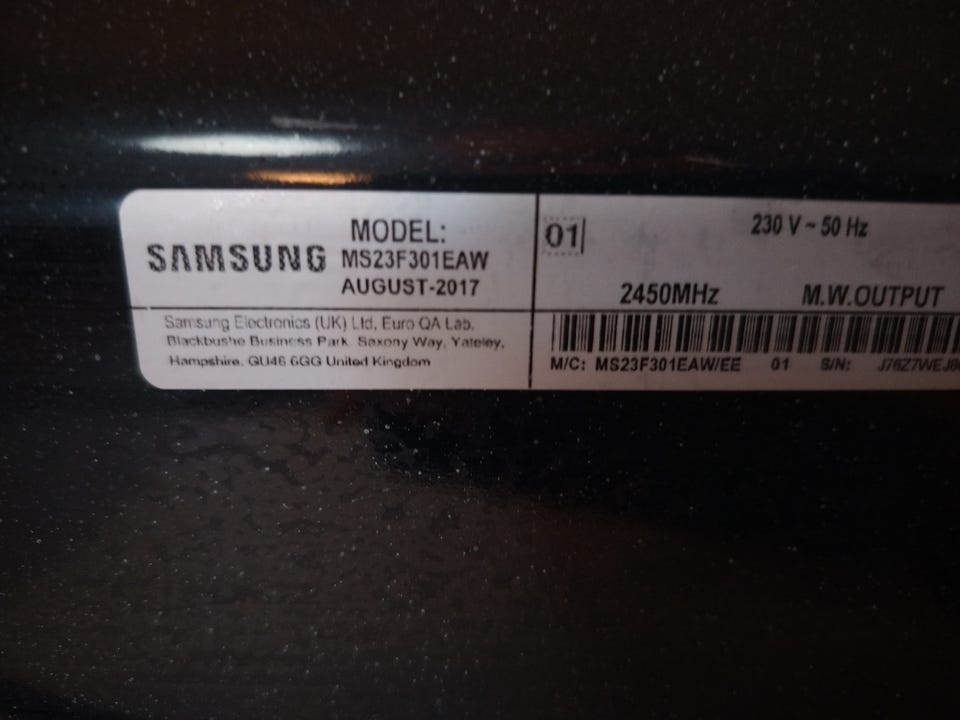 SAMSUNG
MODEL:
MS23F301EAW
AUGUST-2017
Samsung Electronics (UK) Ltd, Euro QA Lab.
Blackbushe Business Park, Saxony Way, Yateley,
Hampshire. GU46 6GG United Kingdom
01
230 V ~ 50 Hz
2450MHz M.W.OUTPUT
M/C: MS23F301EAW/EE 01 S/N: